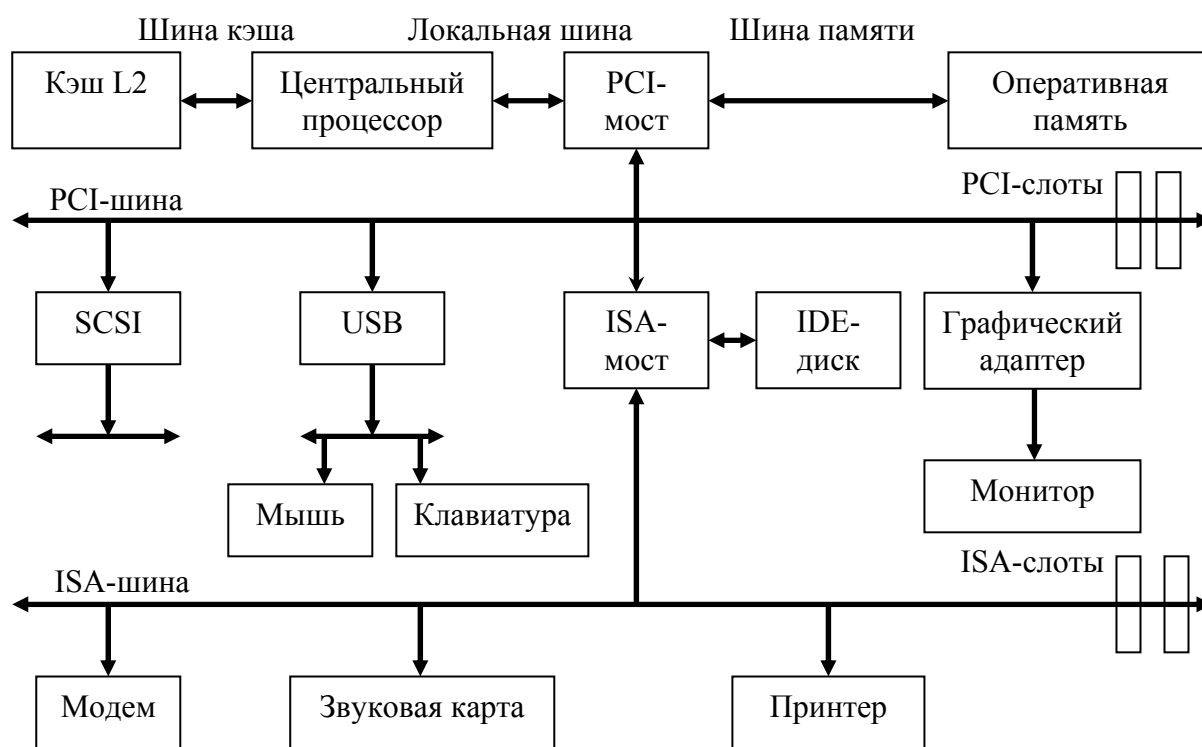 Шина кэша
Локальная шина
Шина памяти
Кэш L2
Центральный
процессор
PCI-
мост
Оперативная
память
PCI-шина
PCI-слоты
SCSI
USB
ISA-
мост
IDE-
диск
Графический
адаптер
Мышь
Клавиатура
Монитор
ISA-шина
ISA-слоты
Модем
Звуковая карта
Принтер